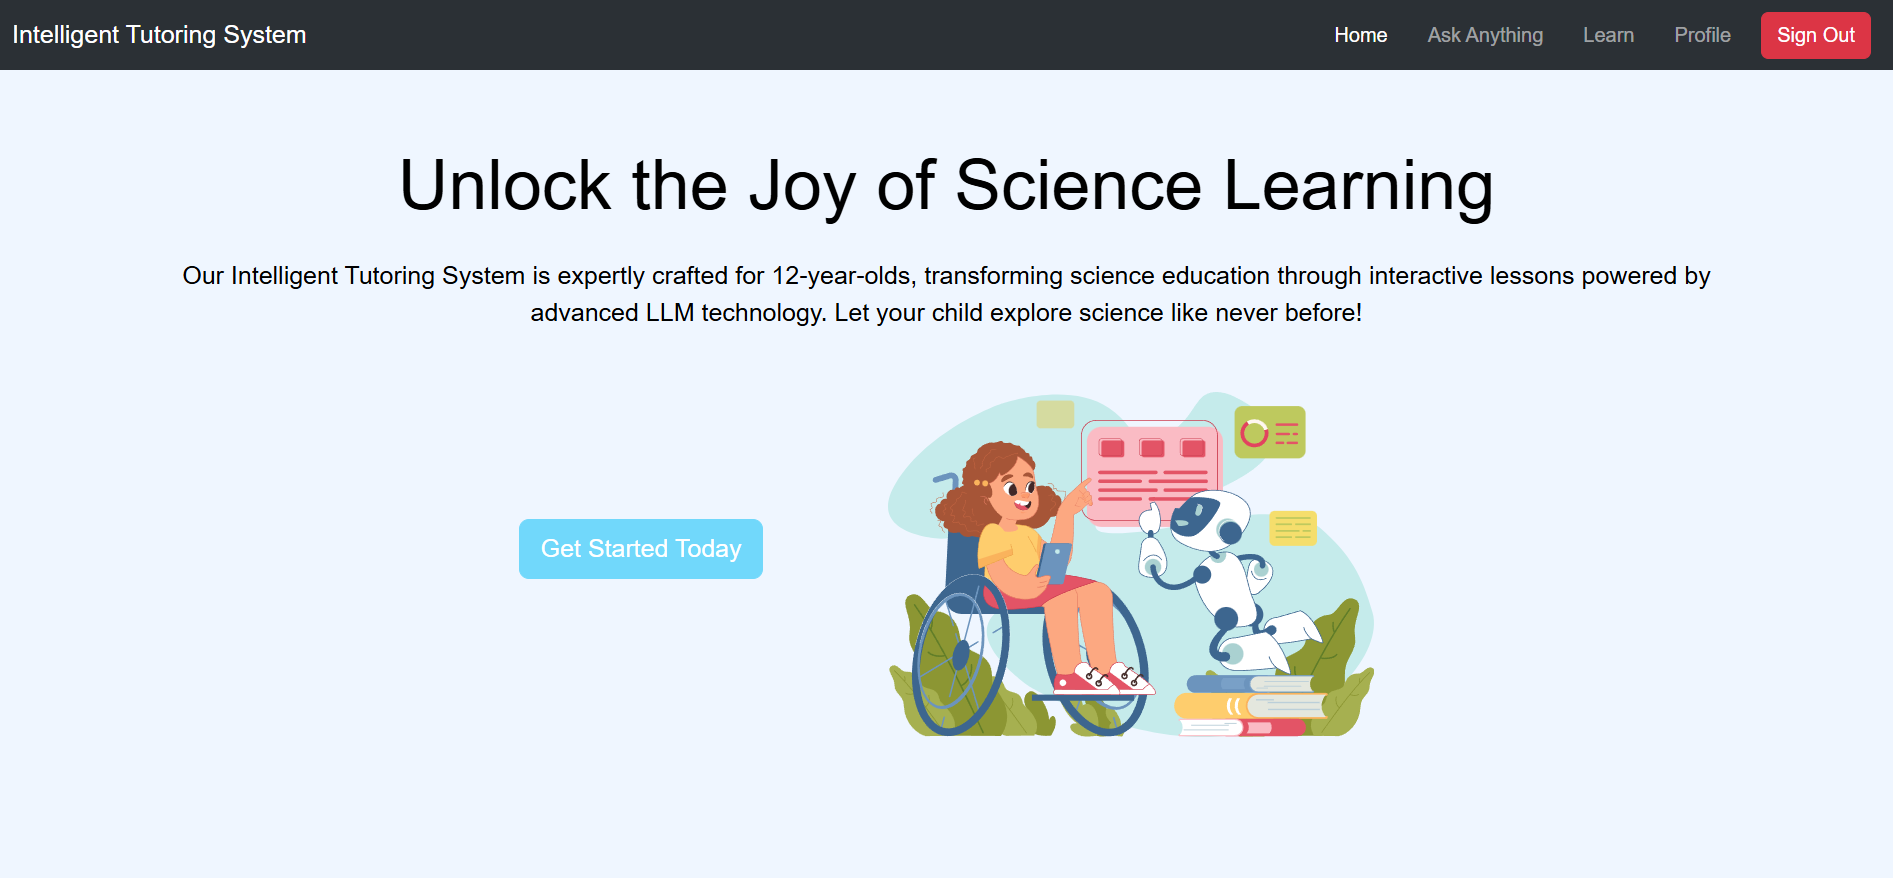 Intelligent Tutoring System
Home
Ask Anything
Learn
Profile
Sign Out
Unlock the Joy of Science Learning
Our Intelligent Tutoring System is expertly crafted for 12-year-olds, transforming science education through interactive lessons powered by
advanced LLM technology. Let your child explore science like never before!
Get Started Today